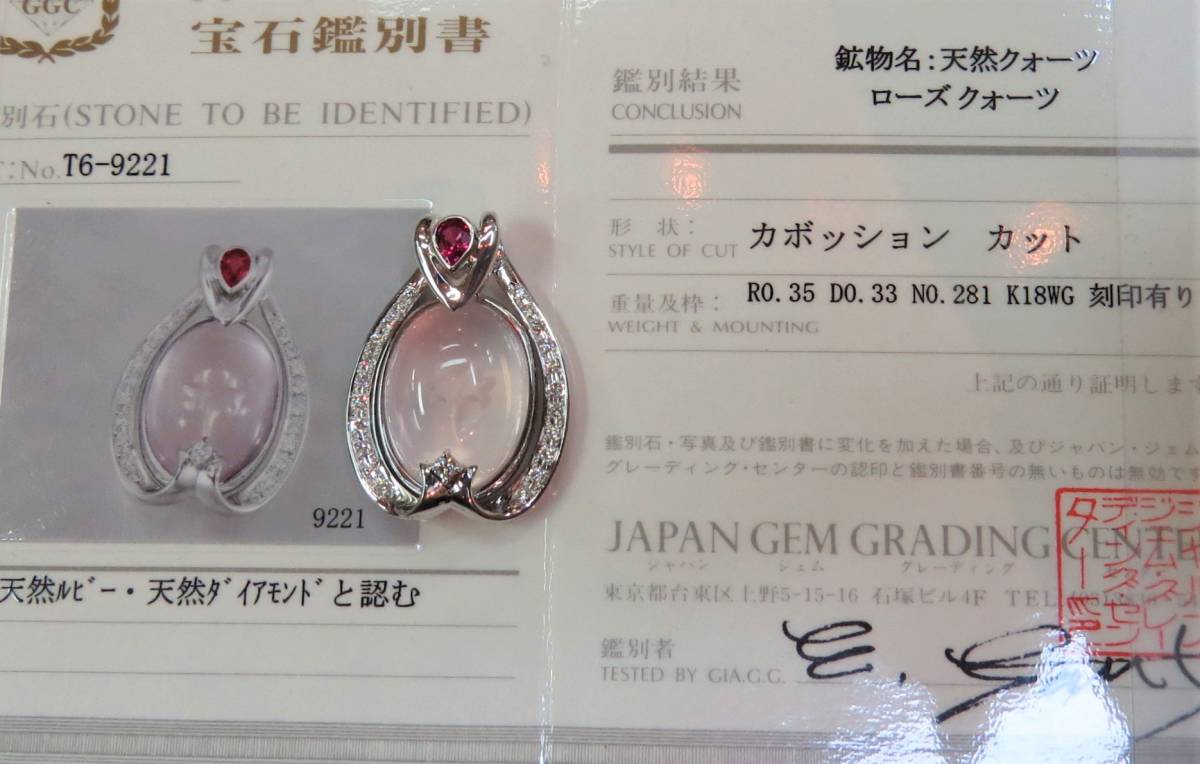 GGC
宝石鑑別書
別石(STONE TO BE IDENTIFIED)
No. T6-9221
9221
天然ﾙﾋﾞｰ・天然ﾀﾞｲｱﾓﾝﾄﾞと認む
鑑別結果
CONCLUSION
鉱物名:天然クォーツ
ローズクォーツ
形 状:
STYLE OF CUT
カボッション カット
重量及枠:
WEIGHT & MOUNTING
R0.35 D0.33 NO.281 K18WG 刻印有り
上記の通り証明します
鑑別石・写真及び鑑別書に変化を加えた場合、及びジャパン・ジェム
グレーディング・センターの認印と鑑別書番号の無いものは無効です
JAPAN GEM GRADING CENTE
ジャパン ジェム グレーディング
東京都台東区上野5-15-16 石塚ビル4F TEL
鑑別者
TESTED BY GIA.G.G.